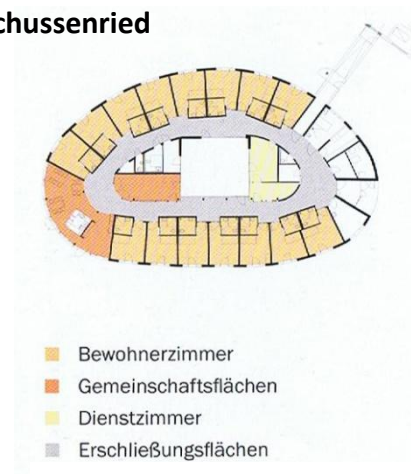 chussenried
Bewohnerzimmer
Gemeinschaftsflächen
Dienstzimmer
Erschließungsflächen